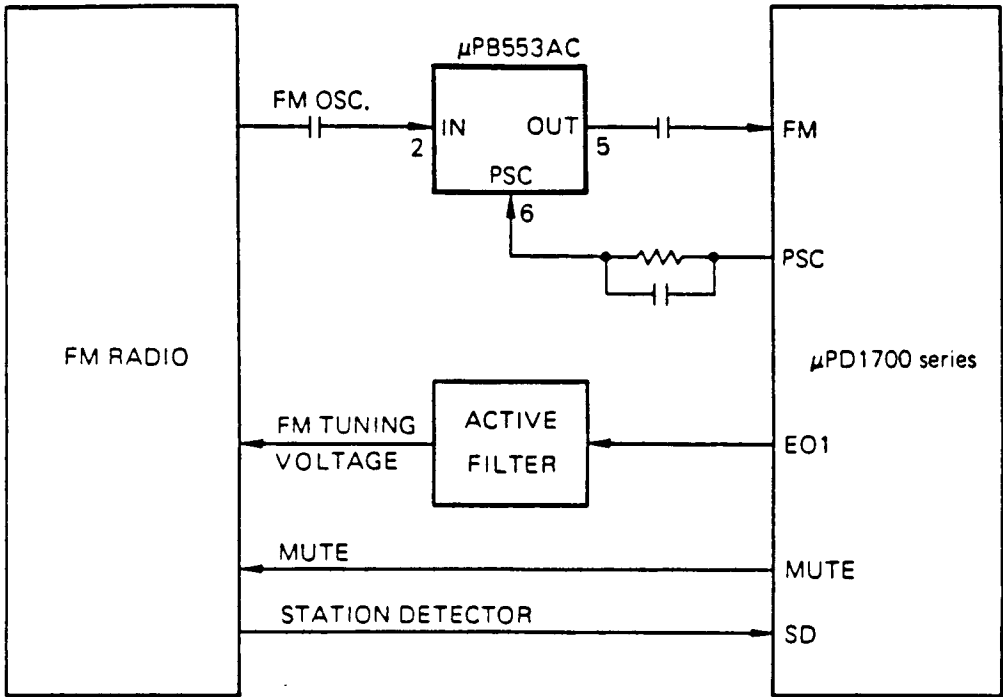 μPB553AC
FM OSC.
IN OUT
2
5
FM
PSC
6
PSC
FM RADIO
μPD1700 series
FM TUNING
VOLTAGE
ACTIVE
FILTER
EO1
MUTE
MUTE
STATION DETECTOR
SD